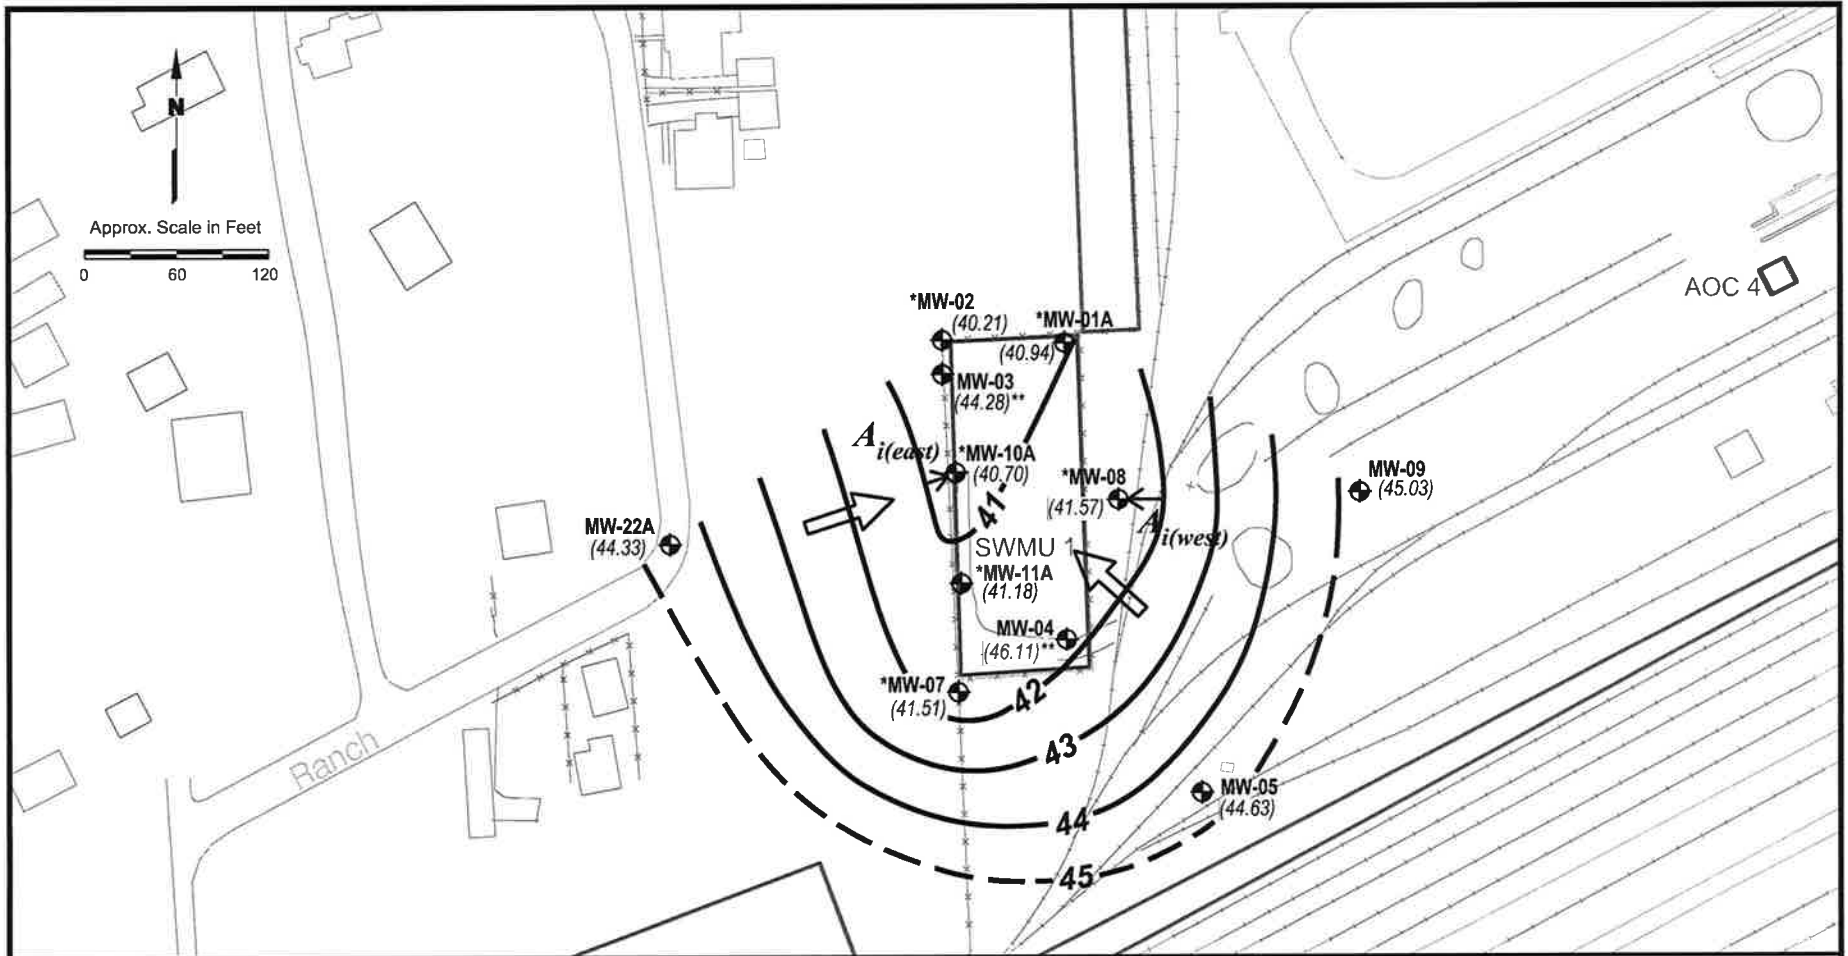 N
Approx. Scale in Feet
0 60 120
*MW-02
(40.21)
*MW-01A
(40.94)
MW-03
(44.28)**
A i(east)
*MW-10A
(40.70)
*MW-08
(41.57)
A i(west)
MW-09
(45.03)
AOC 4
MW-22A
(44.33)
41
SWMU 1
*MW-11A
(41.18)
MW-04
(46.11)**
*MW-07
(41.51)
42
43
44
45
MW-05
(44.63)
Ranch